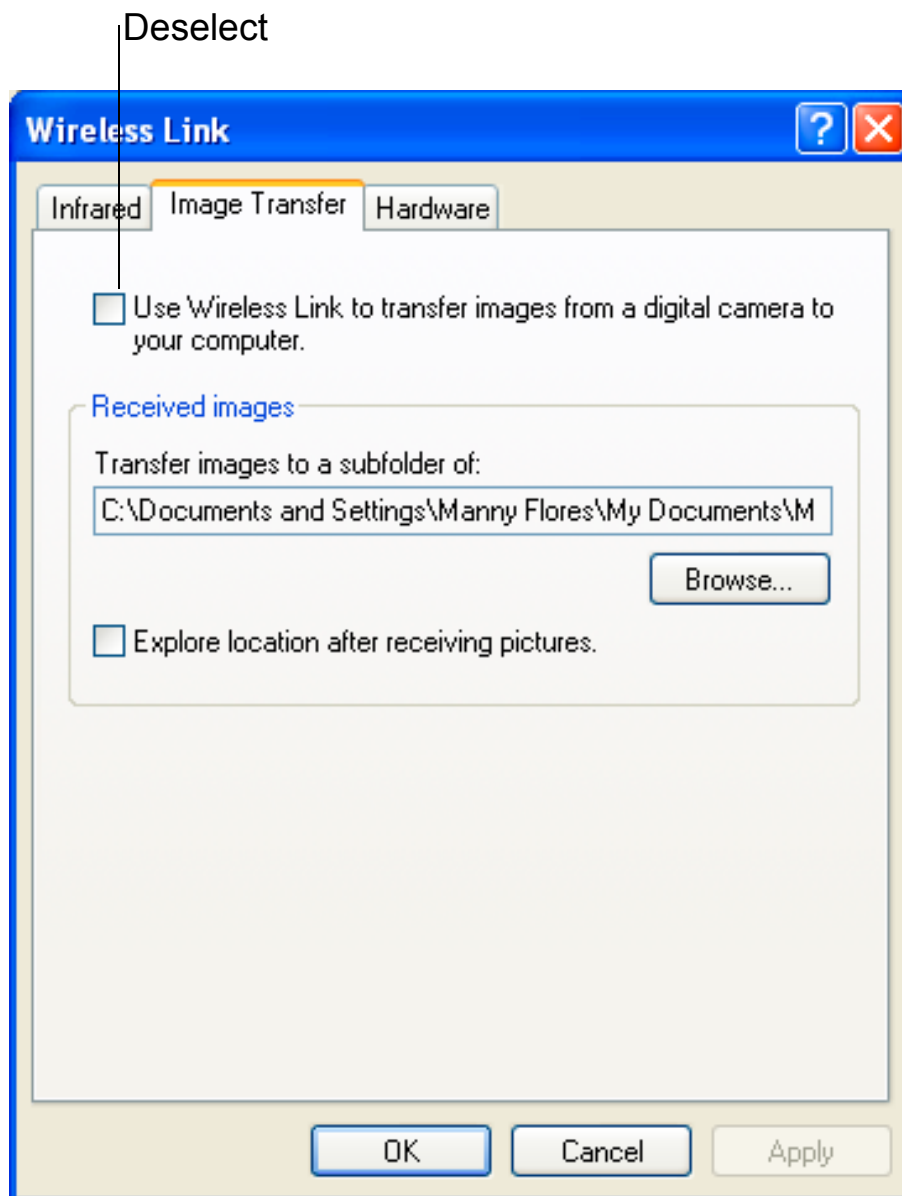 Deselect
Wireless Link
Infrared Image Transfer Hardware
Use Wireless Link to transfer images from a digital camera to
your computer.
Received images
Transfer images to a subfolder of:
C:\Documents and Settings\Manny Flores\My Documents\M
Browse...
Explore location after receiving pictures.
OK Cancel Apply